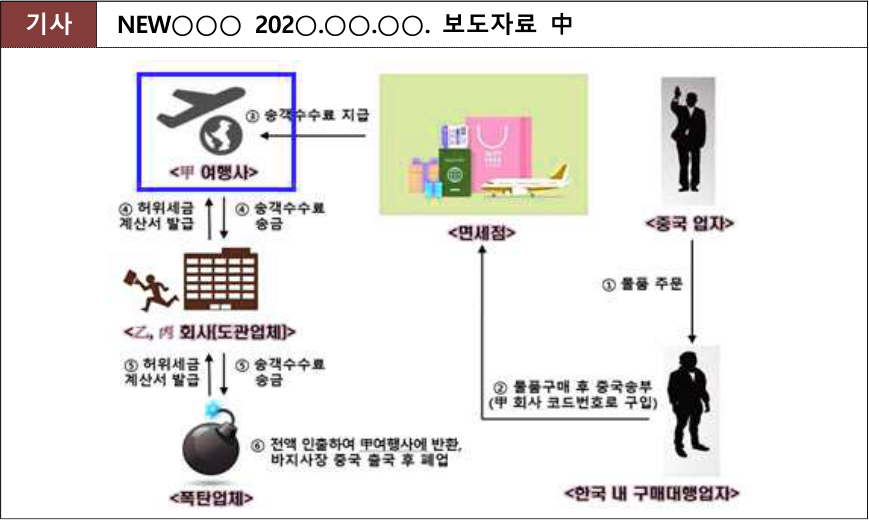 기사
NEW○○○ 202○.○○.○○. 보도자료 中
③ 송객수수료 지급
<甲 여행사>
<면세점>
<중국 업자>
④ 허위세금
계산서 발급
④ 송객수수료
송금
① 물품 주문
<乙, 丙 회사[도관업체]>
⑤ 허위세금
계산서 발급
⑤ 송객수수료
송금
② 물품구매 후 중국송부
(甲 회사 코드번호로 구입)
⑥ 전액 인출하여 甲여행사에 반환,
바지사장 중국 출국 후 폐업
<폭탄업체>
<한국 내 구매대행업자>